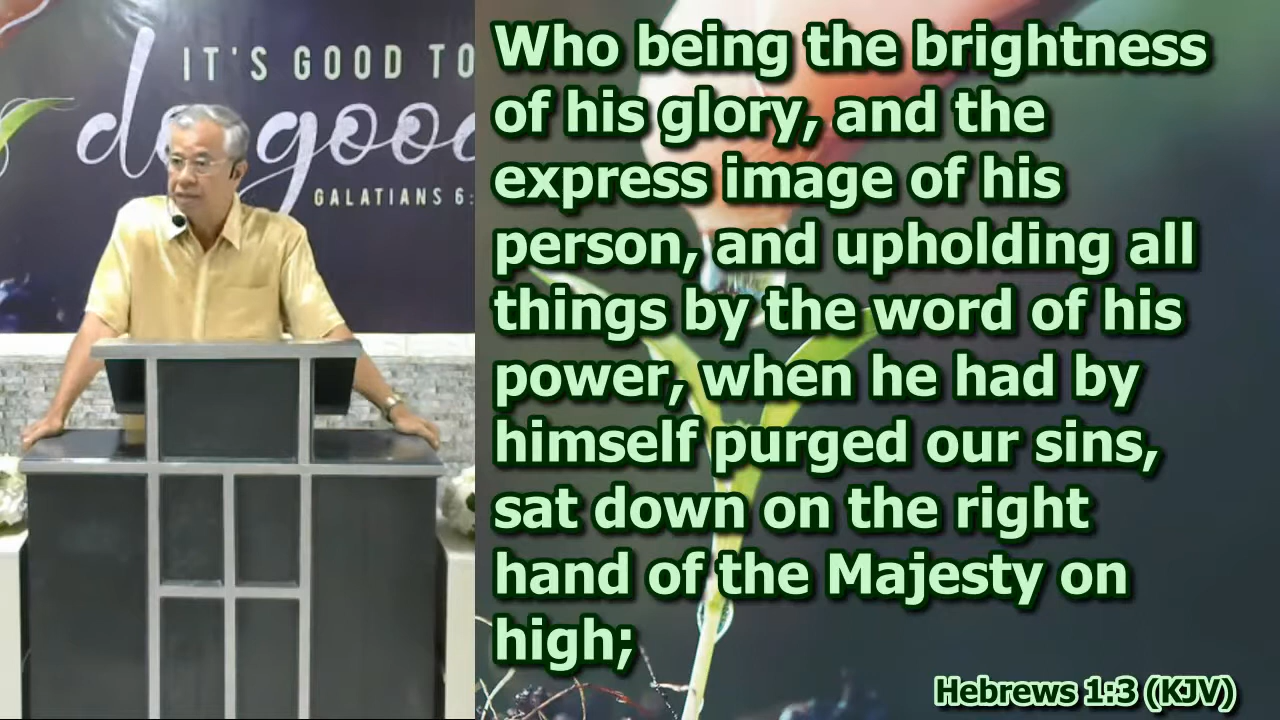 IT'S GOOD TO
do good
GALATIANS 6:
Who being the brightness
of his glory, and the
express image of his
person, and upholding all
things by the word of his
power, when he had by
himself purged our sins,
sat down on the right
hand of the Majesty on
high;
Hebrews 1:3 (KJV)